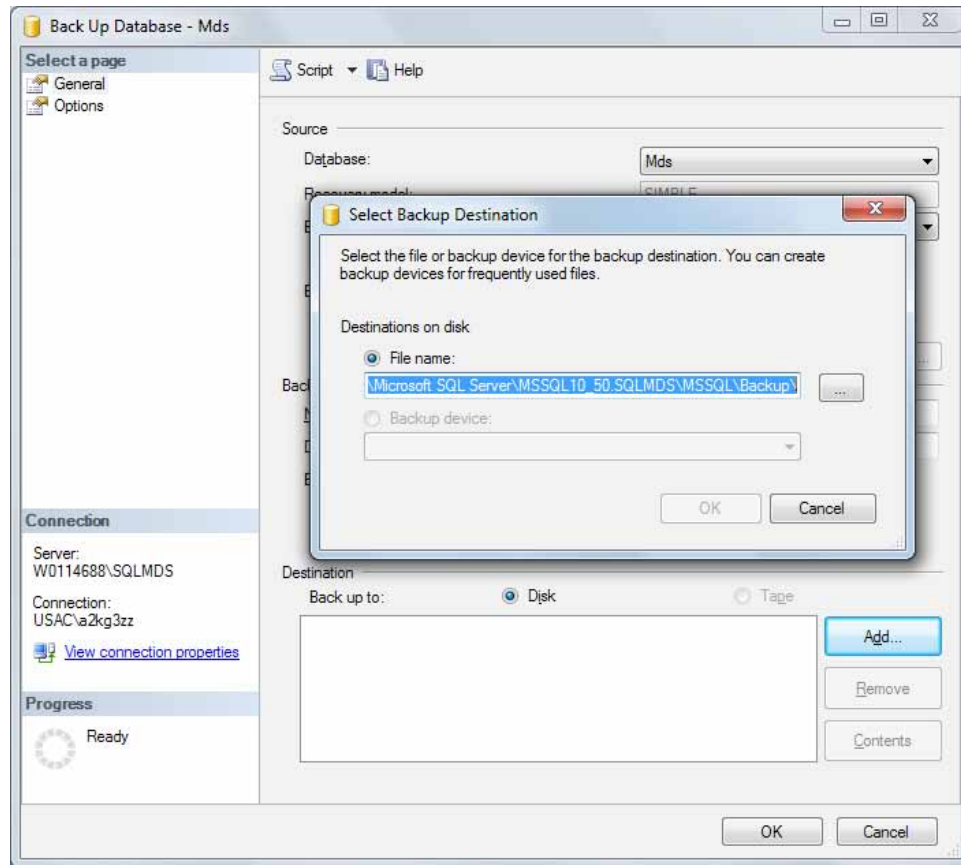 Back Up Database - Mds
Select a page
General
Options
Script Help
Source
Database: Mds
Recovery model: SIMPLE
Select Backup Destination
Select the file or backup device for the backup destination. You can create
backup devices for frequently used files.
Destinations on disk
File name:
\Microsoft SQL Server\MSSQL10_50.SQLMDS\MSSQL\Backup\
...
Backup device:
OK Cancel
Connection
Server:
W0114688\SQLMDS
Connection:
USAC\a2kg3zz
View connection properties
Progress
Ready
Destination
Back up to: Disk Tape
Add...
Remove
Contents
OK Cancel